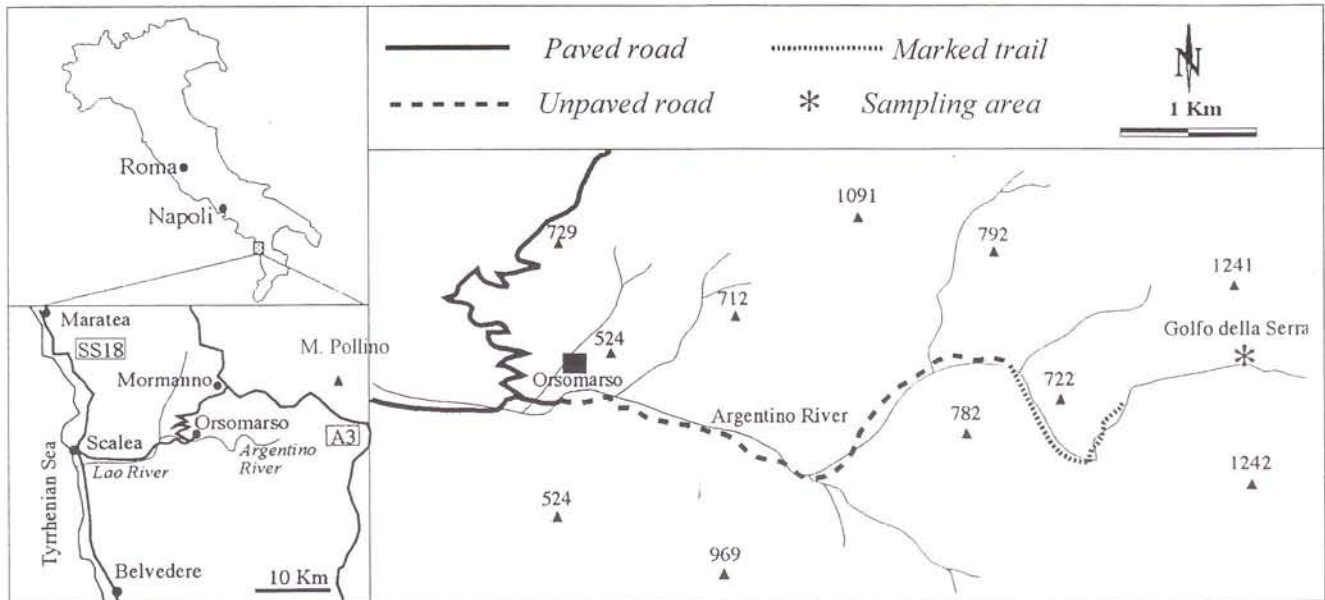 Roma
Napoli
Maratea
SS18
M. Pollino
Mormanno
Orsomarso
A3
Scalea
Argentino
River
Lao River
Tyrrhenian Sea
Belvedere
10 Km
Paved road
Marked trail
Unpaved road
Sampling area
N
1 Km
1091
729
792
1241
712
Golfo della Serra
524
Orsomarso
722
Argentino River
782
1242
524
969